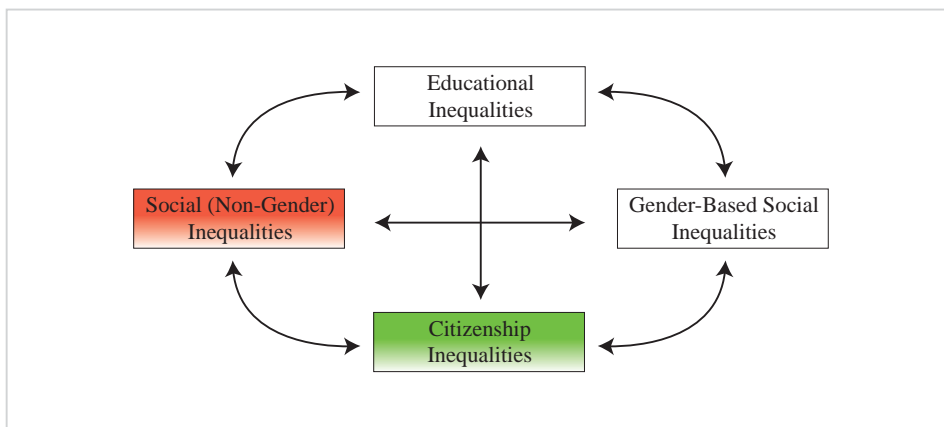 Educational
Inequalities
Social (Non-Gender)
Inequalities
Gender-Based Social
Inequalities
Citizenship
Inequalities